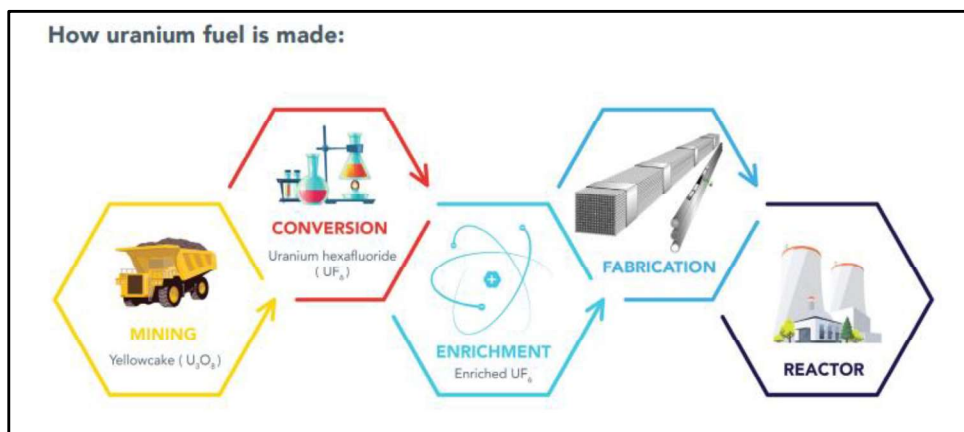 How uranium fuel is made:
MINING
Yellowcake ( U₃O₈)
CONVERSION
Uranium hexafluoride
( UF₆)
ENRICHMENT
Enriched UF₆
FABRICATION
REACTOR